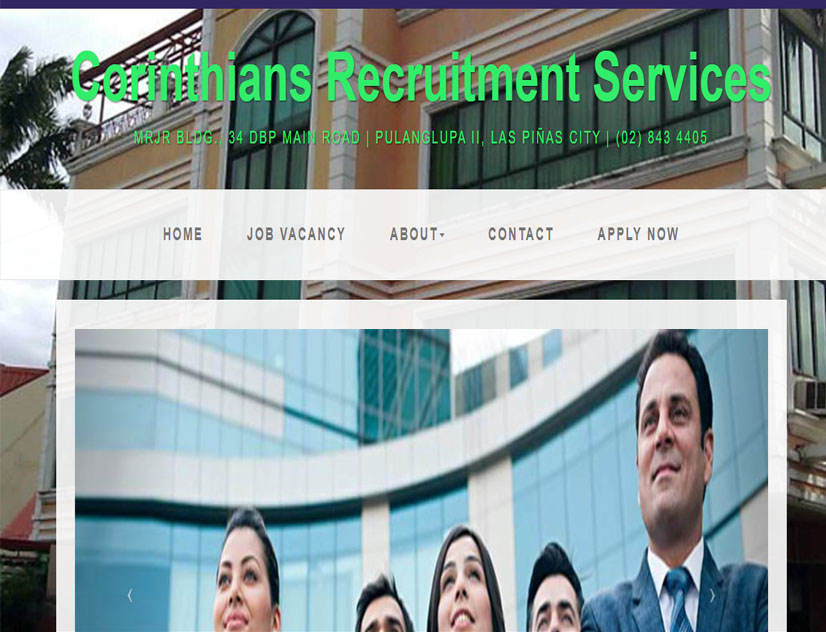 Corinthians Recruitment Services
MRJR BLDG., 34 DBP MAIN ROAD | PULANGLUPA II, LAS PIÑAS CITY | (02) 843 4405
HOME JOB VACANCY ABOUT CONTACT APPLY NOW